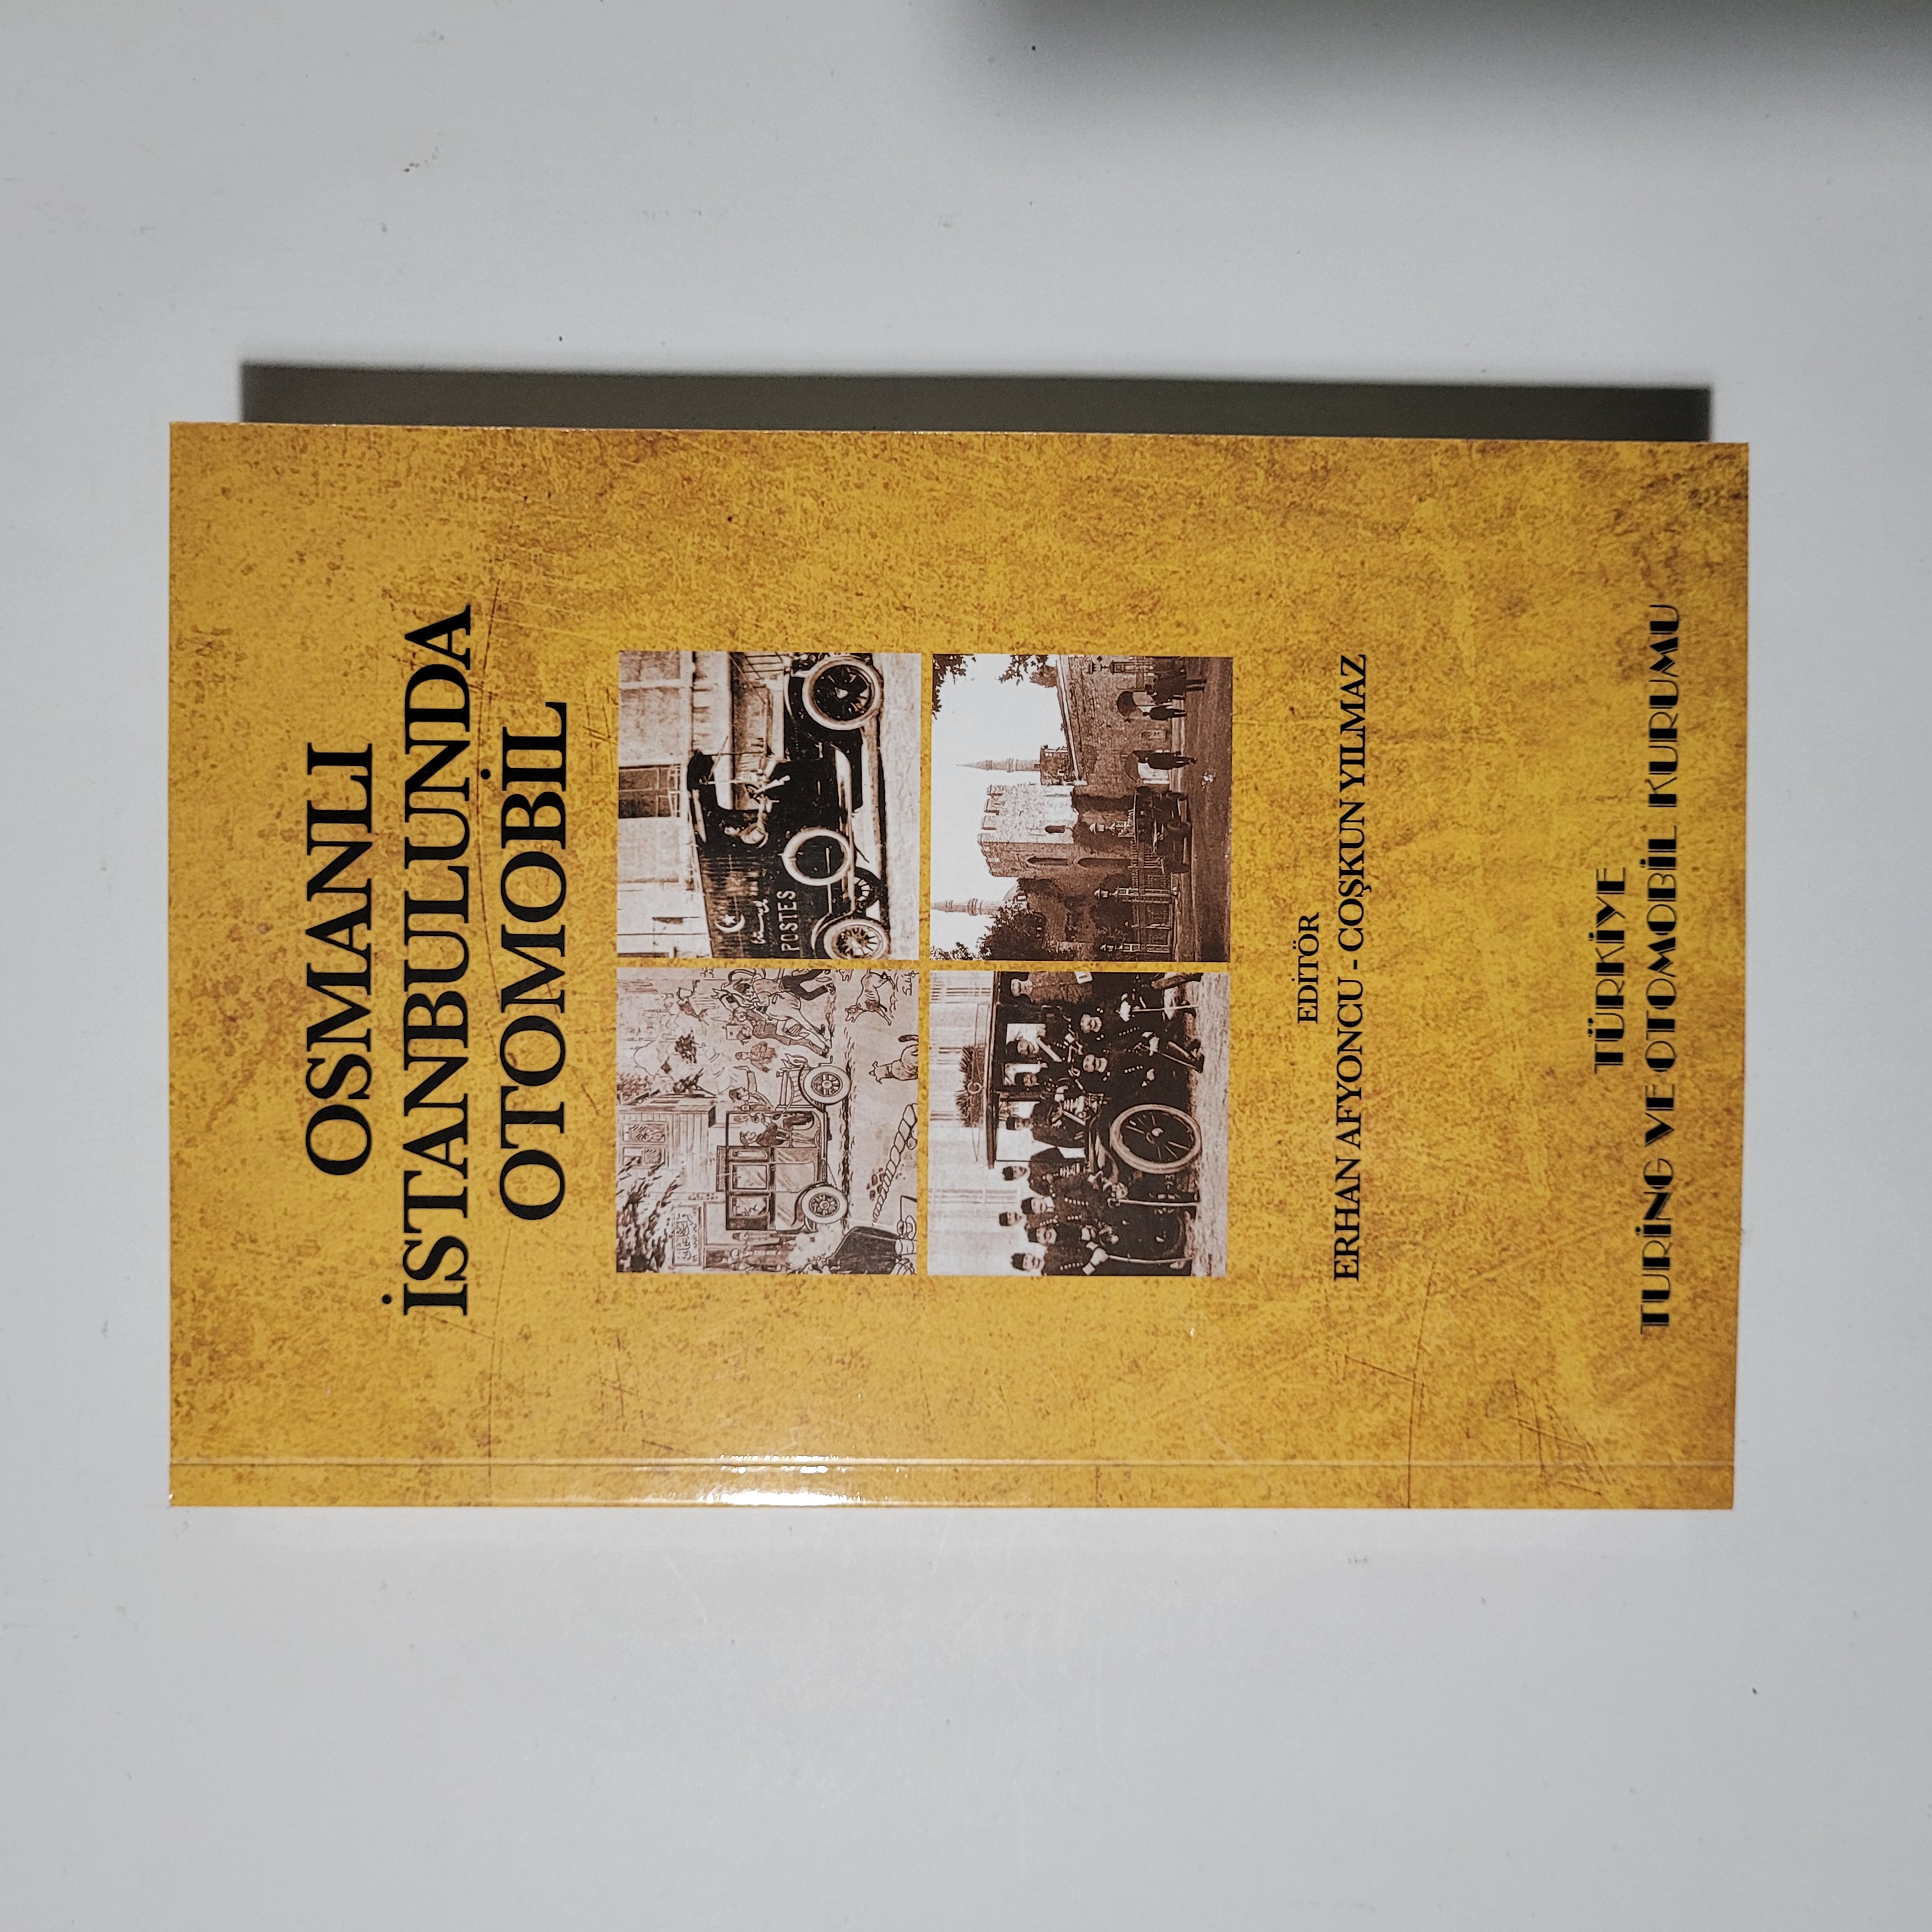 OSMANLI
İSTANBULUNDA
OTOMOBİL
POSTES
EDİTÖR
ERHAN AFYONCU - COŞKUN YILMAZ
TÜRKİYE
TURİNG VE OTOMOBİL KURUMU